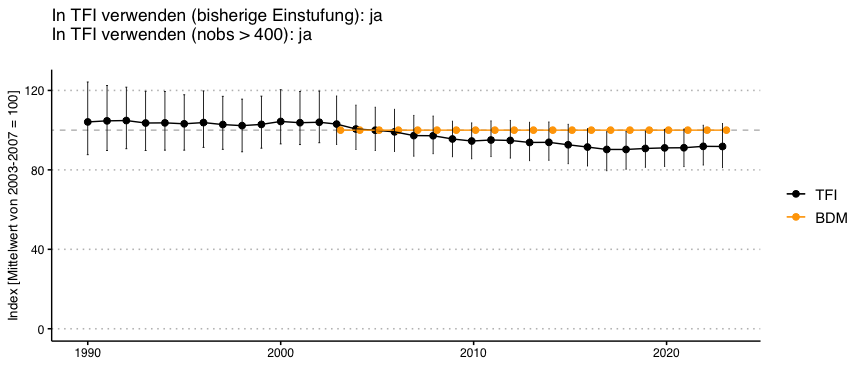 In TFI verwenden (bisherige Einstufung): ja
In TFI verwenden (nobs > 400): ja
Index [Mittelwert von 2003-2007 = 100]
120
80
40
0
1990
2000
2010
2020
TFI
BDM